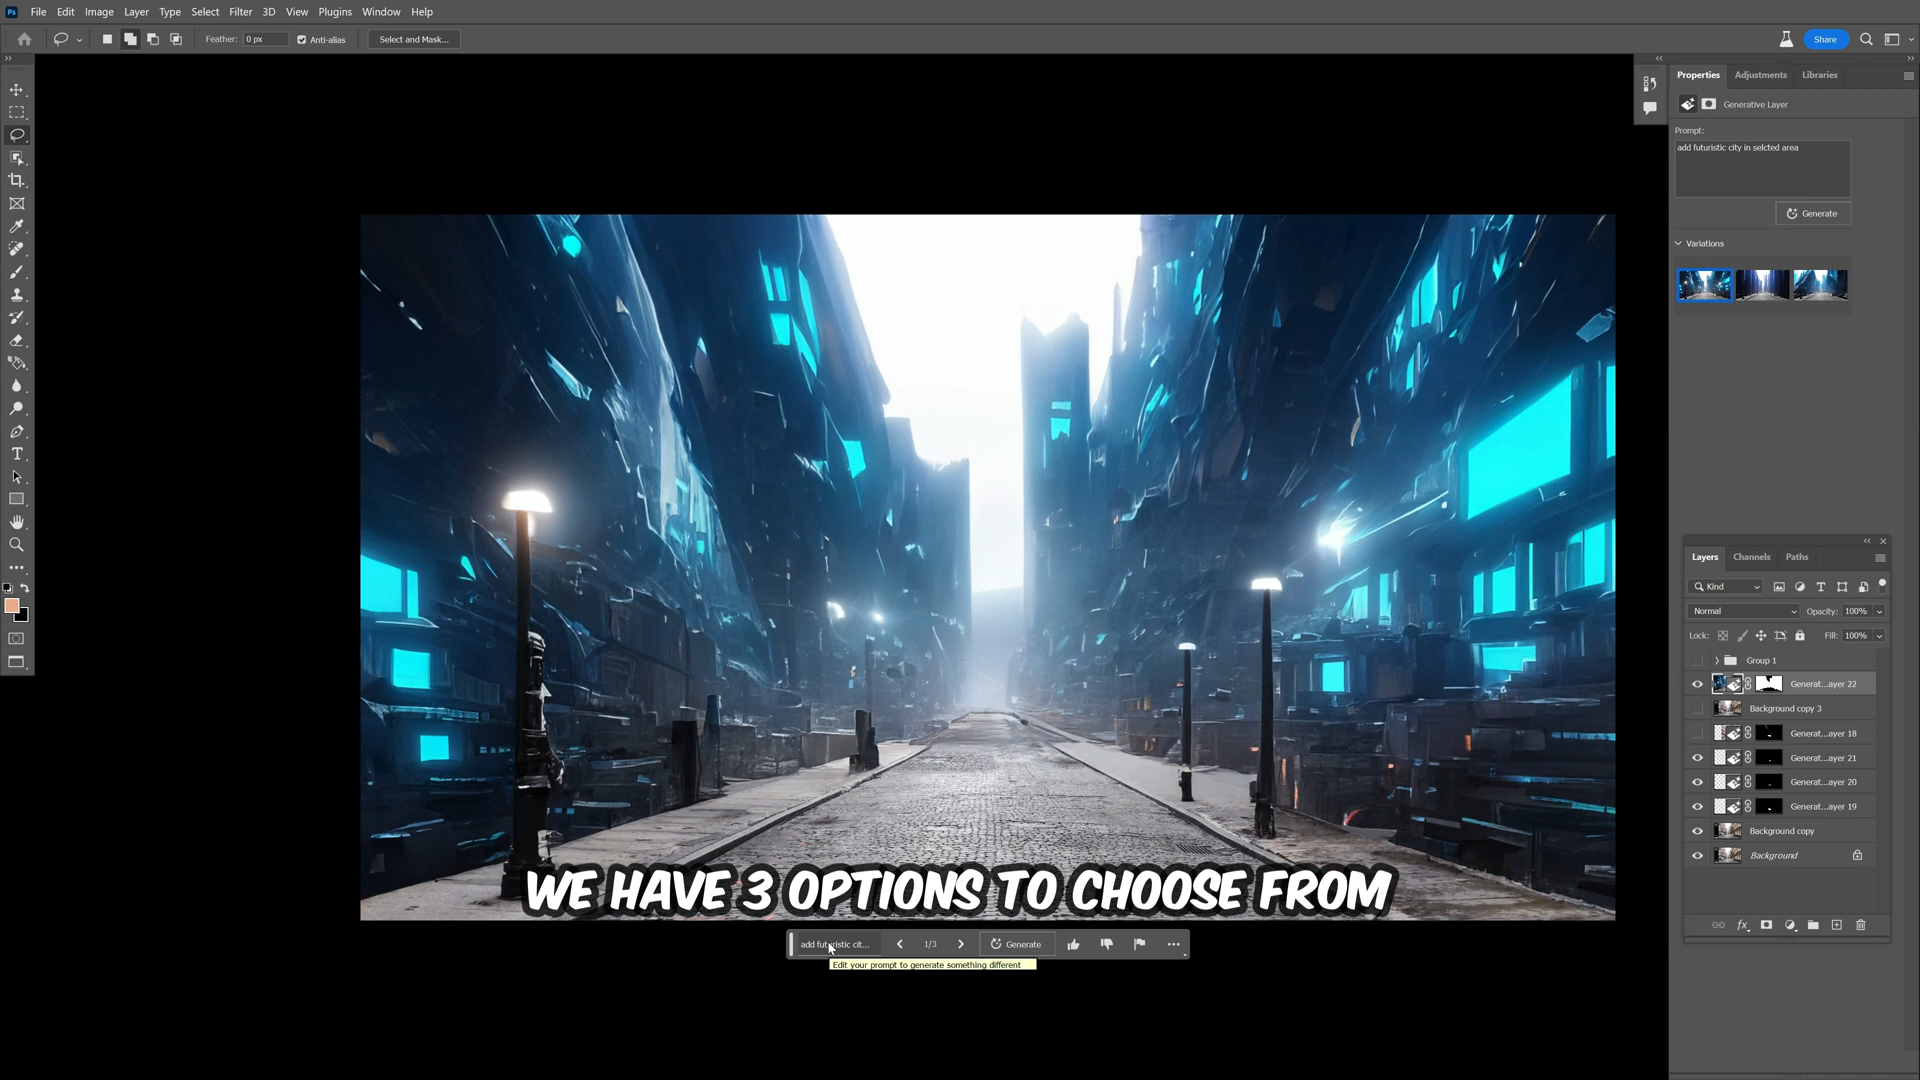 Ps File Edit Image Layer Type Select Filter 3D View Plugins Window Help
Feather: 0 px Anti-alias Select and Mask... Share
Properties Adjustments Libraries
Generative Layer
Prompt:
add futuristic city in selcted area
Generate
Variations
Layers Channels Paths
Kind
Normal Opacity: 100%
Lock: Fill: 100%
Group 1
Generat...ayer 22
Background copy 3
Generat...ayer 18
Generat...ayer 21
Generat...ayer 20
Generat...ayer 19
Background copy
Background
WE HAVE 3 OPTIONS TO CHOOSE FROM
add futuristic cit... 1/3 Generate
Edit your prompt to generate something different